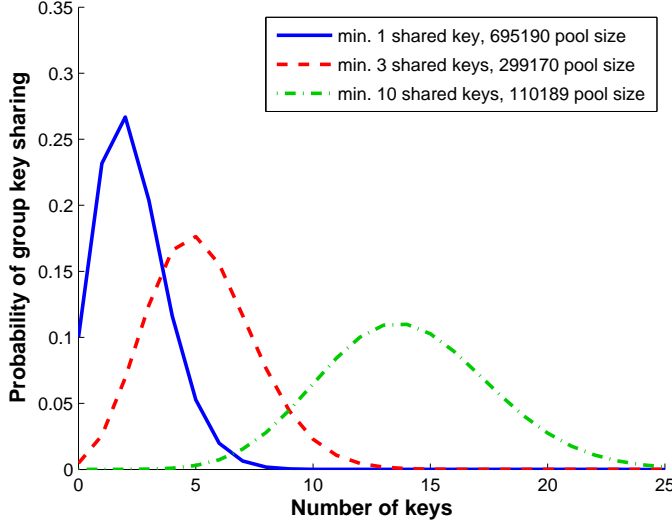 0.35
0.3
0.25
0.2
0.15
0.1
0.05
0
Probability of group key sharing
min. 1 shared key, 695190 pool size
min. 3 shared keys, 299170 pool size
min. 10 shared keys, 110189 pool size
0 5 10 15 20 25
Number of keys